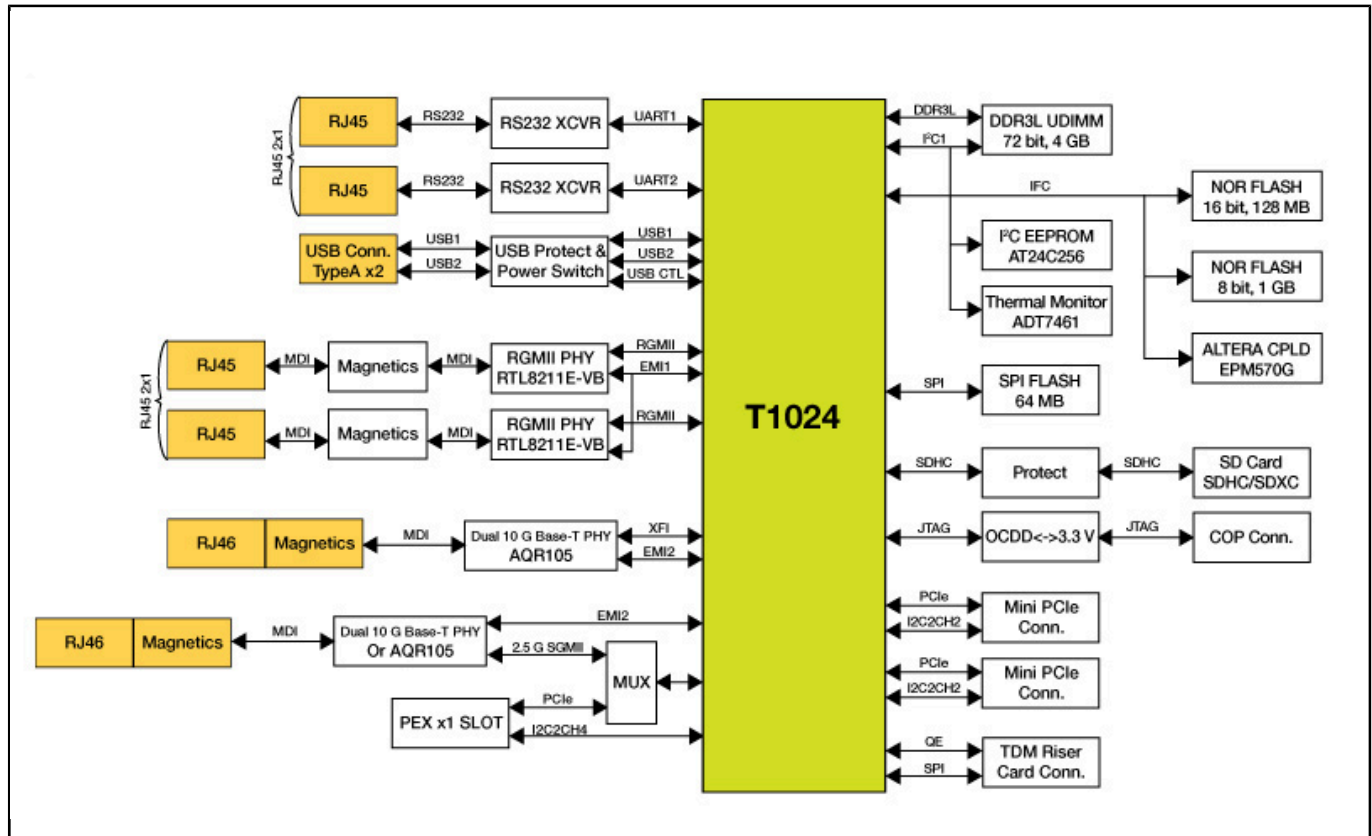 RJ45 2x1
RJ45
RS232
RS232 XCVR
UART1
RJ45
RS232
RS232 XCVR
UART2
USB Conn.
TypeA x2
USB1
USB2
USB Protect &
Power Switch
USB1
USB2
USB CTL
RJ45 2x1
RJ45
MDI
Magnetics
MDI
RGMII PHY
RTL8211E-VB
RGMII
EMI1
RJ45
MDI
Magnetics
MDI
RGMII PHY
RTL8211E-VB
RGMII
RJ46
Magnetics
MDI
Dual 10 G Base-T PHY
AQR105
XFI
EMI2
RJ46
Magnetics
MDI
Dual 10 G Base-T PHY
Or AQR105
EMI2
2.5 G SGMII
MUX
PEX x1 SLOT
PCIe
I2C2CH4
T1024
DDR3L
I²C1
DDR3L UDIMM
72 bit, 4 GB
IFC
NOR FLASH
16 bit, 128 MB
I²C EEPROM
AT24C256
NOR FLASH
8 bit, 1 GB
Thermal Monitor
ADT7461
ALTERA CPLD
EPM570G
SPI
SPI FLASH
64 MB
SDHC
Protect
SDHC
SD Card
SDHC/SDXC
JTAG
OCDD<->3.3 V
JTAG
COP Conn.
PCIe
I2C2CH2
Mini PCIe
Conn.
PCIe
I2C2CH2
Mini PCIe
Conn.
QE
SPI
TDM Riser
Card Conn.